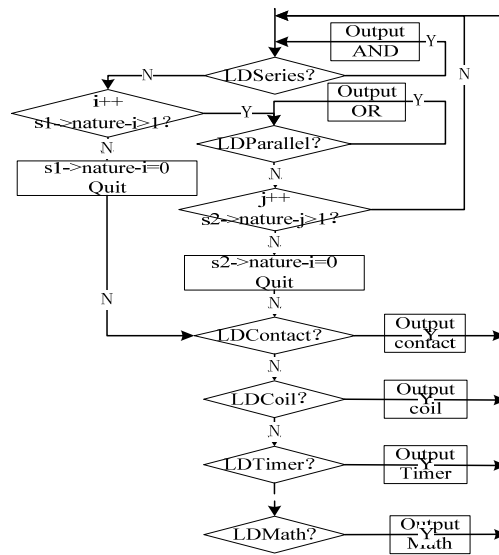 Output
AND
Y
LDSeries?
N
N
i++
s1->nature-i>1?
Y
Output
OR
Y
LDParallel?
N
N
s1->nature-i=0
Quit
j++
s2->nature-j>1?
N
s2->nature-i=0
Quit
N
N
LDContact?
Output
Y
contact
N
LDCoil?
Output
Y
coil
N
LDTimer?
Output
Y
Timer
LDMath?
Output
Y
Math